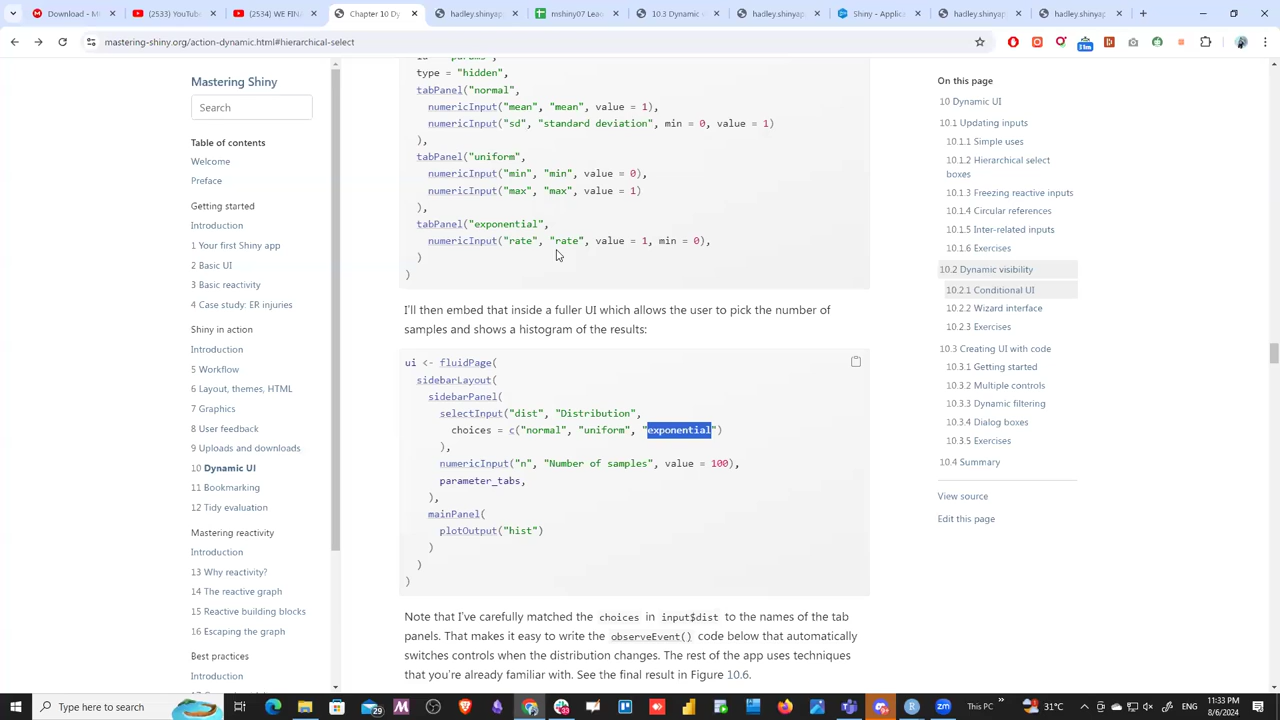 Download - M
(2533) YouTu
(2534) WE FIN
Chapter 10 Dy
hadley.shinyap
rnishiy07 Leau
10.3 Dynamic
hadley.shinyap
Shiny - Applic
hadley.shinyap
hadley.shinyap
mastering-shiny.org/action-dynamic.html#hierarchical-select
Mastering Shiny
Search
Table of contents
Welcome
Preface
Getting started
Introduction
1 Your first Shiny app
2 Basic UI
3 Basic reactivity
4 Case study: ER injuries
Shiny in action
Introduction
5 Workflow
6 Layout, themes, HTML
7 Graphics
8 User feedback
9 Uploads and downloads
10 Dynamic UI
11 Bookmarking
12 Tidy evaluation
Mastering reactivity
Introduction
13 Why reactivity?
14 The reactive graph
15 Reactive building blocks
16 Escaping the graph
Best practices
Introduction
type = "hidden",
tabPanel("normal",
numericInput("mean", "mean", value = 1),
numericInput("sd", "standard deviation", min = 0, value = 1)
),
tabPanel("uniform",
numericInput("min", "min", value = 0),
numericInput("max", "max", value = 1)
),
tabPanel("exponential",
numericInput("rate", "rate", value = 1, min = 0),
)
)
I'll then embed that inside a fuller UI which allows the user to pick the number of
samples and shows a histogram of the results:
ui <- fluidPage(
sidebarLayout(
sidebarPanel(
selectInput("dist", "Distribution",
choices = c("normal", "uniform", "exponential")
),
numericInput("n", "Number of samples", value = 100),
parameter_tabs,
),
mainPanel(
plotOutput("hist")
)
)
)
Note that I've carefully matched the choices in input$dist to the names of the tab
panels. That makes it easy to write the observeEvent() code below that automatically
switches controls when the distribution changes. The rest of the app uses techniques
that you're already familiar with. See the final result in Figure 10.6.
On this page
10 Dynamic UI
10.1 Updating inputs
10.1.1 Simple uses
10.1.2 Hierarchical select
boxes
10.1.3 Freezing reactive inputs
10.1.4 Circular references
10.1.5 Inter-related inputs
10.1.6 Exercises
10.2 Dynamic visibility
10.2.1 Conditional UI
10.2.2 Wizard interface
10.2.3 Exercises
10.3 Creating UI with code
10.3.1 Getting started
10.3.2 Multiple controls
10.3.3 Dynamic filtering
10.3.4 Dialog boxes
10.3.5 Exercises
10.4 Summary
View source
Edit this page
Type here to search
29
This PC
31°C
11:33 PM
8/6/2024